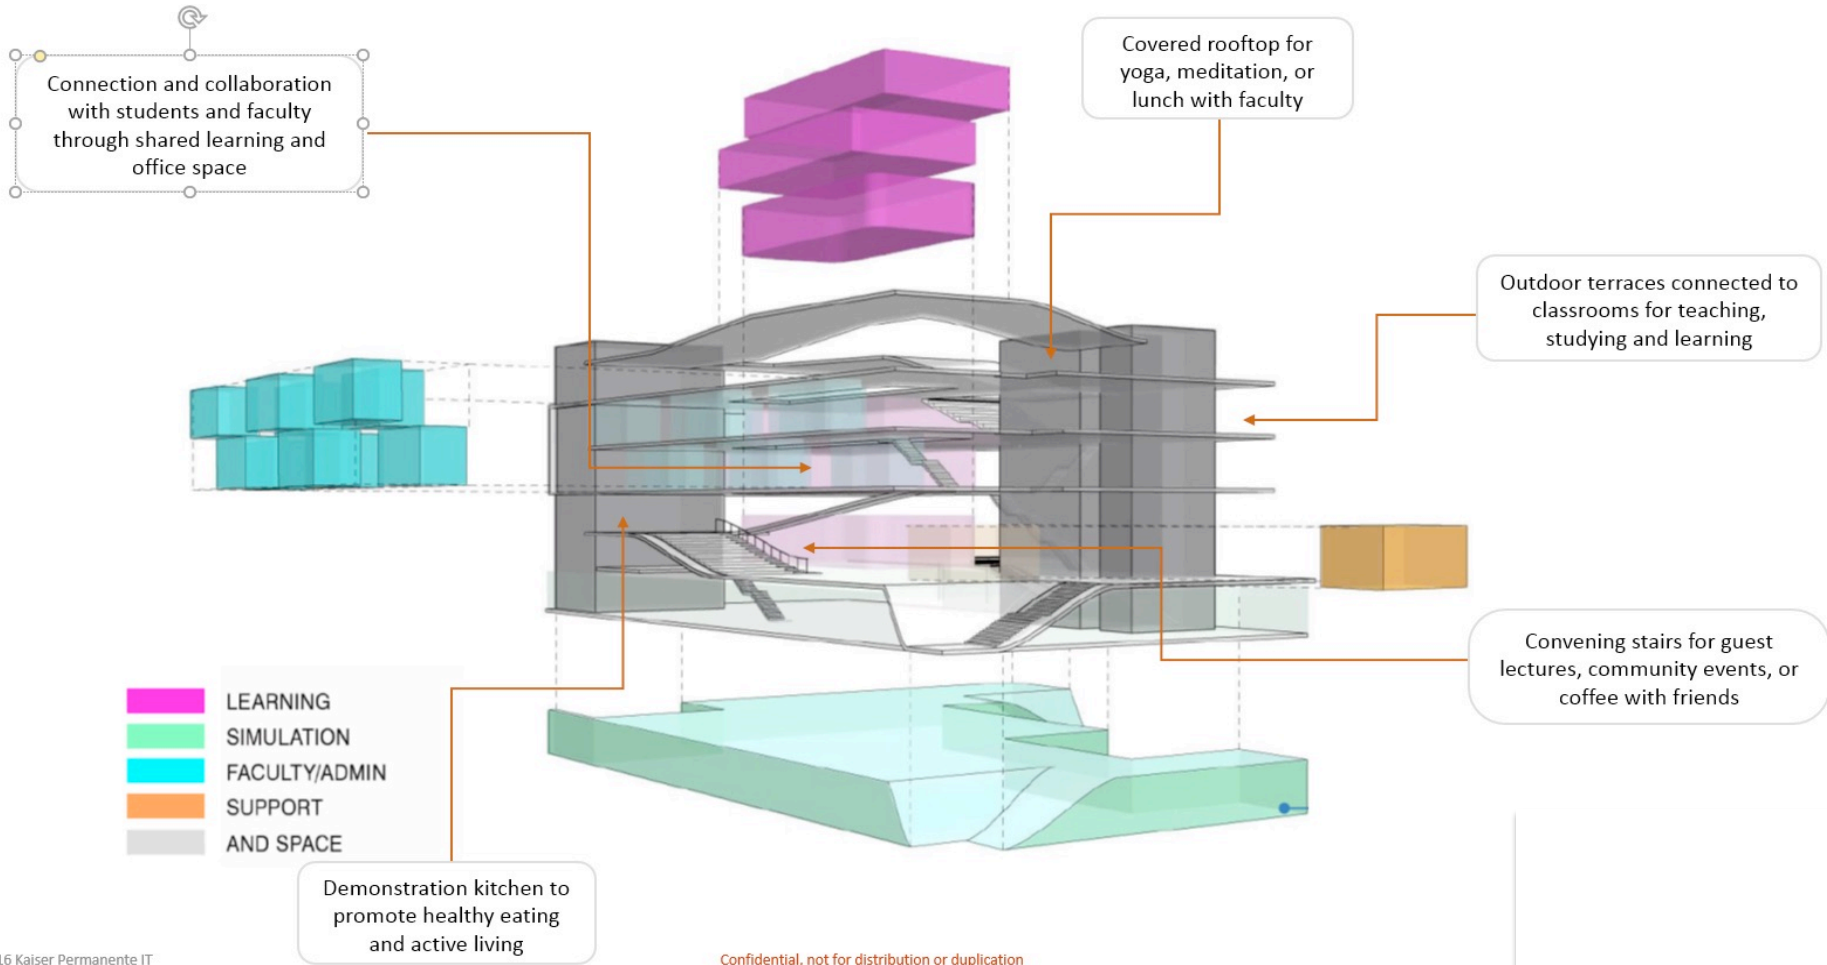 Connection and collaboration
with students and faculty
through shared learning and
office space
Covered rooftop for
yoga, meditation, or
lunch with faculty
Outdoor terraces connected to
classrooms for teaching,
studying and learning
Convening stairs for guest
lectures, community events, or
coffee with friends
LEARNING
SIMULATION
FACULTY/ADMIN
SUPPORT
AND SPACE
Demonstration kitchen to
promote healthy eating
and active living
16 Kaiser Permanente IT
Confidential, not for distribution or duplication